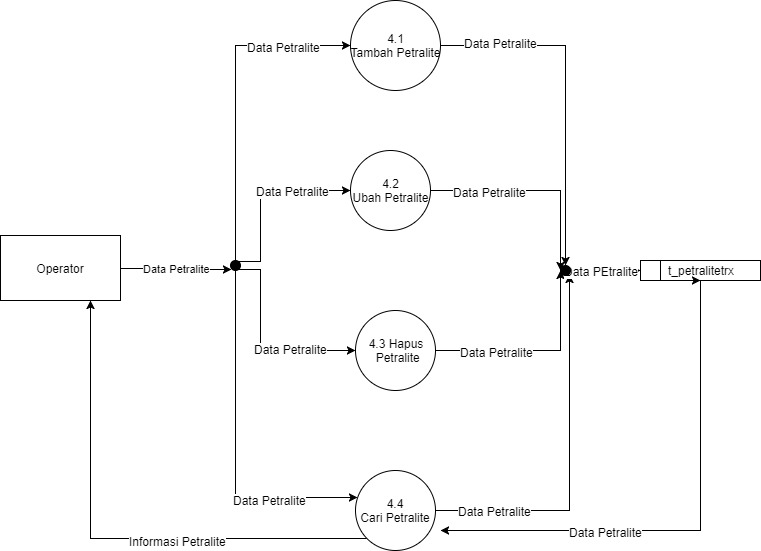 4.1
Tambah Petralite
Data Petralite
Data Petralite
4.2
Ubah Petralite
Data Petralite
Data Petralite
Operator
Data Petralite
Data PEtralite
t_petralitetrx
4.3 Hapus
Petralite
Data Petralite
Data Petralite
4.4
Cari Petralite
Data Petralite
Data Petralite
Data Petralite
Informasi Petralite